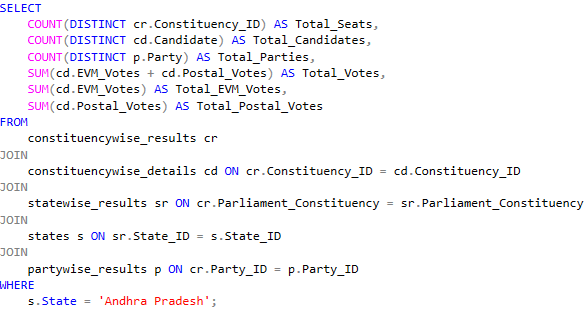 SELECT
    COUNT(DISTINCT cr.Constituency_ID) AS Total_Seats,
    COUNT(DISTINCT cd.Candidate) AS Total_Candidates,
    COUNT(DISTINCT p.Party) AS Total_Parties,
    SUM(cd.EVM_Votes + cd.Postal_Votes) AS Total_Votes,
    SUM(cd.EVM_Votes) AS Total_EVM_Votes,
    SUM(cd.Postal_Votes) AS Total_Postal_Votes
FROM
    constituencywise_results cr
JOIN
    constituencywise_details cd ON cr.Constituency_ID = cd.Constituency_ID
JOIN
    statewise_results sr ON cr.Parliament_Constituency = sr.Parliament_Constituency
JOIN
    states s ON sr.State_ID = s.State_ID
JOIN
    partywise_results p ON cr.Party_ID = p.Party_ID
WHERE
    s.State = 'Andhra Pradesh';